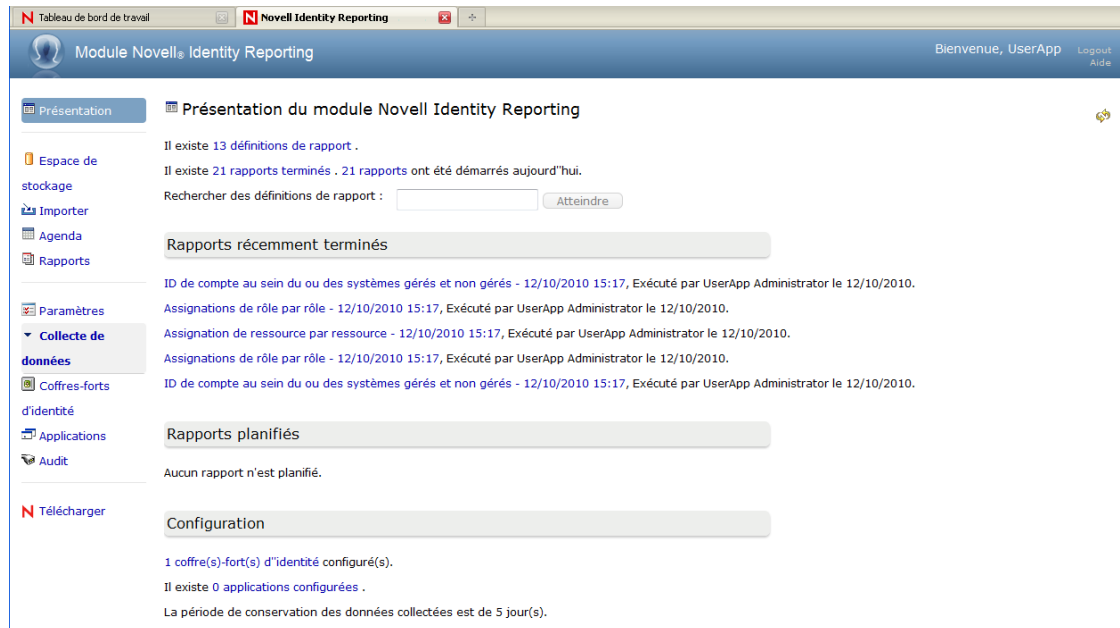 Tableau de bord de travail
Novell Identity Reporting
Module Novell® Identity Reporting
Bienvenue, UserApp
Logout
Aide
Présentation
Espace de
stockage
Importer
Agenda
Rapports
Paramètres
Collecte de
données
Coffres-forts
d'identité
Applications
Audit
Télécharger
Présentation du module Novell Identity Reporting
Il existe 13 définitions de rapport .
Il existe 21 rapports terminés . 21 rapports ont été démarrés aujourd''hui.
Rechercher des définitions de rapport :
Atteindre
Rapports récemment terminés
ID de compte au sein du ou des systèmes gérés et non gérés - 12/10/2010 15:17, Exécuté par UserApp Administrator le 12/10/2010.
Assignations de rôle par rôle - 12/10/2010 15:17, Exécuté par UserApp Administrator le 12/10/2010.
Assignation de ressource par ressource - 12/10/2010 15:17, Exécuté par UserApp Administrator le 12/10/2010.
Assignations de rôle par rôle - 12/10/2010 15:17, Exécuté par UserApp Administrator le 12/10/2010.
ID de compte au sein du ou des systèmes gérés et non gérés - 12/10/2010 15:17, Exécuté par UserApp Administrator le 12/10/2010.
Rapports planifiés
Aucun rapport n'est planifié.
Configuration
1 coffre(s)-fort(s) d''identité configuré(s).
Il existe 0 applications configurées .
La période de conservation des données collectées est de 5 jour(s).